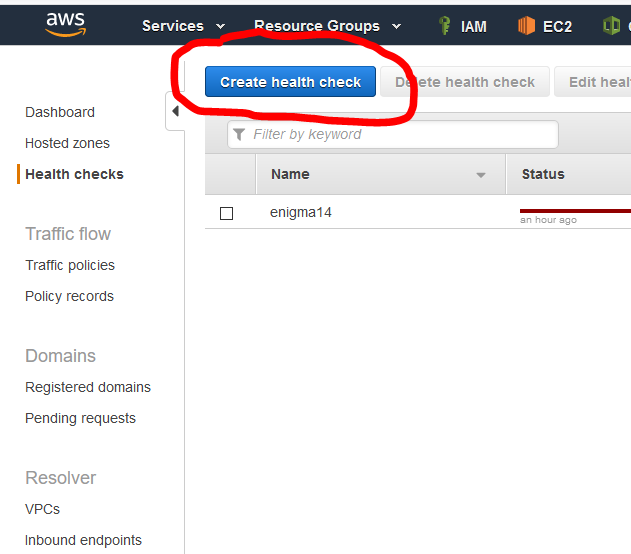 aws Services Resource Groups IAM EC2
Create health check Delete health check Edit heal
Dashboard
Hosted zones
Health checks
Traffic flow
Traffic policies
Policy records
Domains
Registered domains
Pending requests
Resolver
VPCs
Inbound endpoints
Filter by keyword
Name Status
enigma14
an hour ago